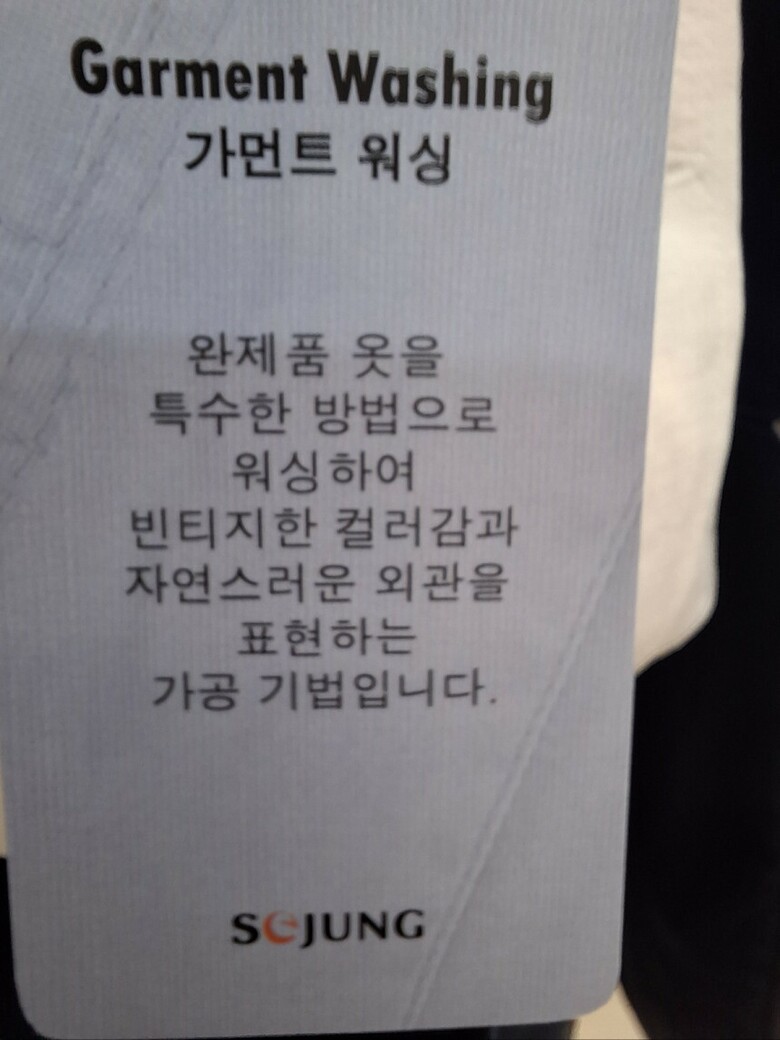 Garment Washing
가먼트 워싱
완제품 옷을
특수한 방법으로
워싱하여
빈티지한 컬러감과
자연스러운 외관을
표현하는
가공 기법입니다.
SeJUNG